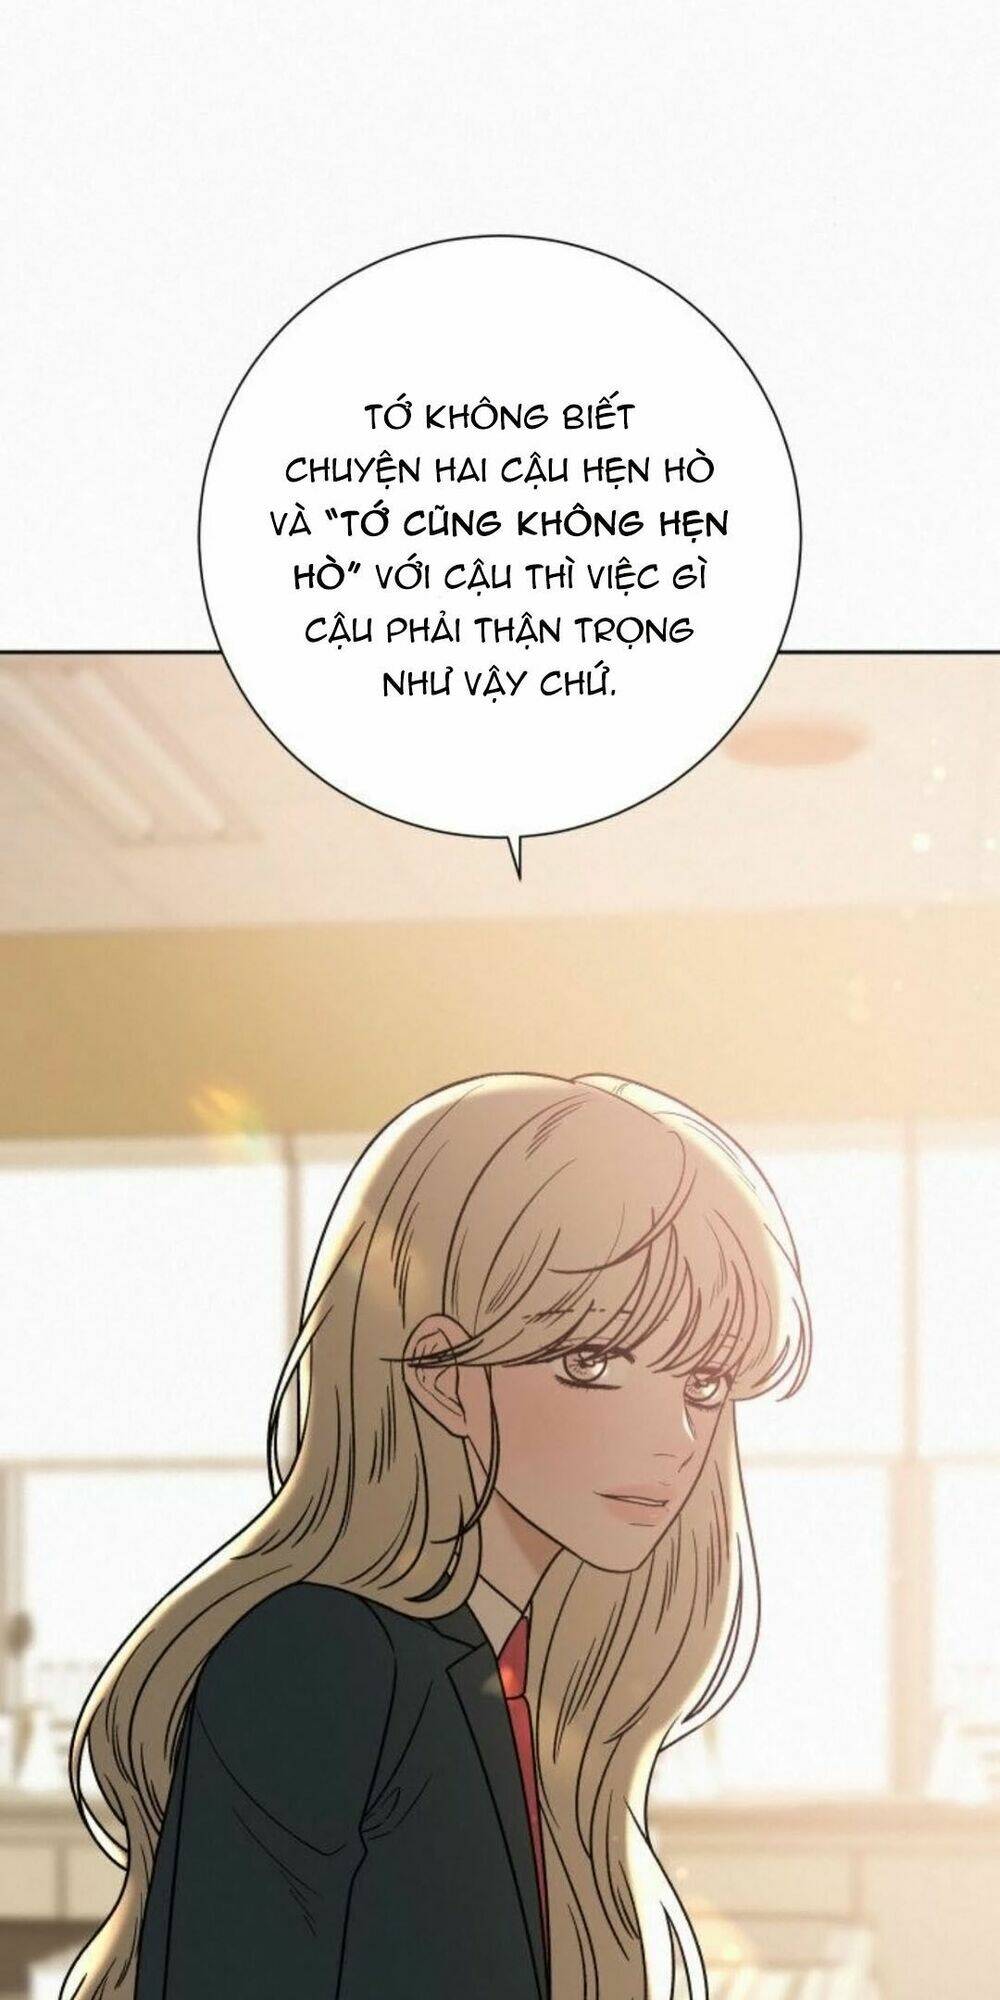 TỚ KHÔNG BIẾT
CHUYỆN HAI CẬU HẸN HÒ
VÀ "TỚ CŨNG KHÔNG HẸN
HÒ" VỚI CẬU THÌ VIỆC GÌ
CẬU PHẢI THẬN TRỌNG
NHƯ VẬY CHỨ.